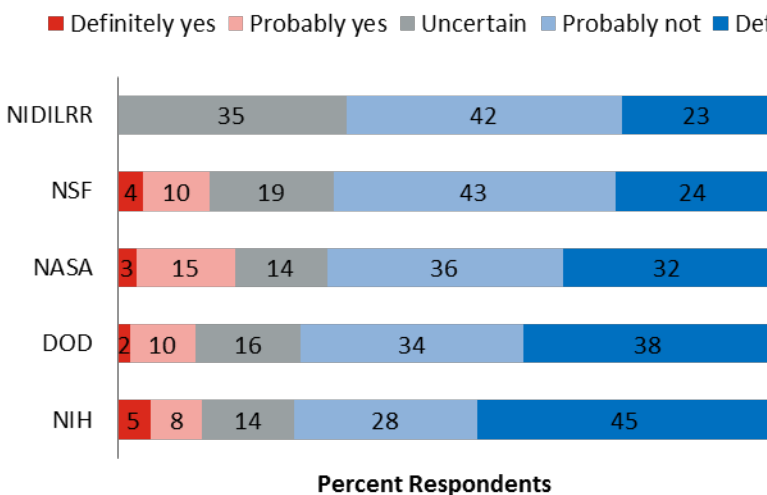 Definitely yes Probably yes Uncertain Probably not Def
NIDILRR 35 42 23
NSF 4 10 19 43 24
NASA 3 15 14 36 32
DOD 2 10 16 34 38
NIH 5 8 14 28 45
Percent Respondents